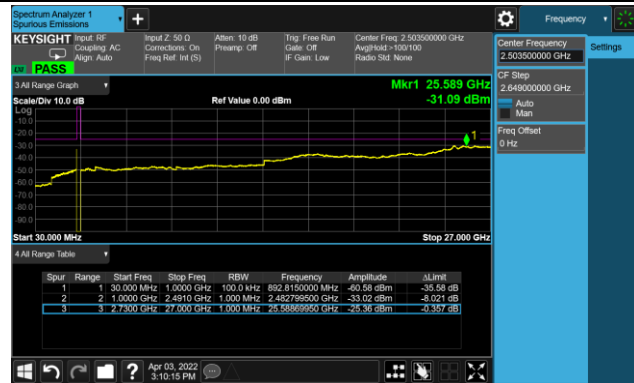 Spectrum Analyzer 1
Spurious Emissions
+
Frequency
KEYSIGHT Input: RF
Coupling: AC
Align: Auto
Input Z: 50 Ω
Corrections: On
Freq Ref: Int (S)
Atten: 10 dB
Preamp: Off
Trig: Free Run
Gate: Off
IF Gain: Low
Center Freq: 2.503500000 GHz
Avg|Hold:>100/100
Radio Std: None
PASS
Center Frequency
2.503500000 GHz
Settings
CF Step
2.649000000 GHz
Auto
Man
Freq Offset
0 Hz
3 All Range Graph
Mkr1 25.589 GHz
Scale/Div 10.0 dB
Ref Value 0.00 dBm
-31.09 dBm
Log
-10.0
-20.0
-30.0
-40.0
-50.0
-60.0
-70.0
-80.0
-90.0
1
Start 30.000 MHz
Stop 27.000 GHz
4 All Range Table
Spur Range Start Freq Stop Freq RBW Frequency Amplitude ΔLimit
1 1 30.000 MHz 1.0000 GHz 100.0 kHz 892.8150000 MHz -60.58 dBm -35.58 dB
2 2 1.0000 GHz 2.4910 GHz 1.000 MHz 2.482799500 GHz -33.02 dBm -8.021 dB
3 3 2.7300 GHz 27.000 GHz 1.000 MHz 25.58869950 GHz -25.36 dBm -0.357 dB
?
Apr 03, 2022
3:10:15 PM